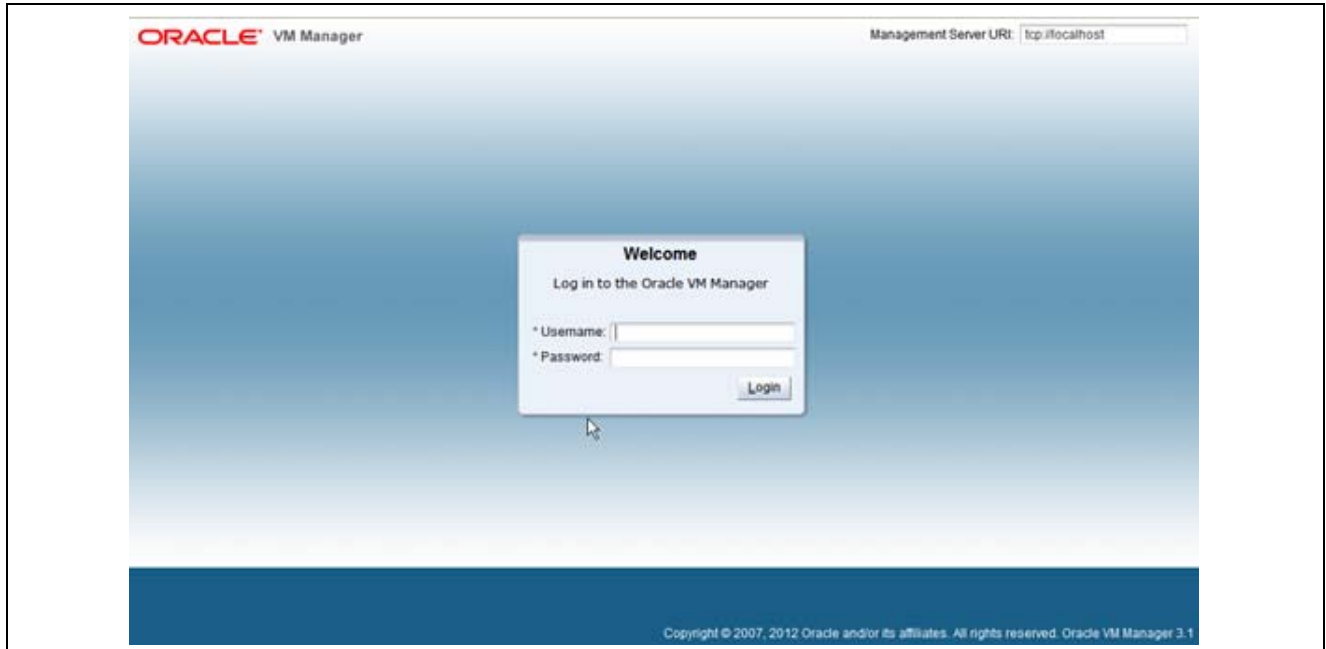 ORACLE VM Manager
Management Server URI: tcp://localhost
Welcome
Log in to the Oracle VM Manager
* Username:
* Password:
Login
Copyright © 2007, 2012 Oracle and/or its affiliates. All rights reserved. Oracle VM Manager 3.1